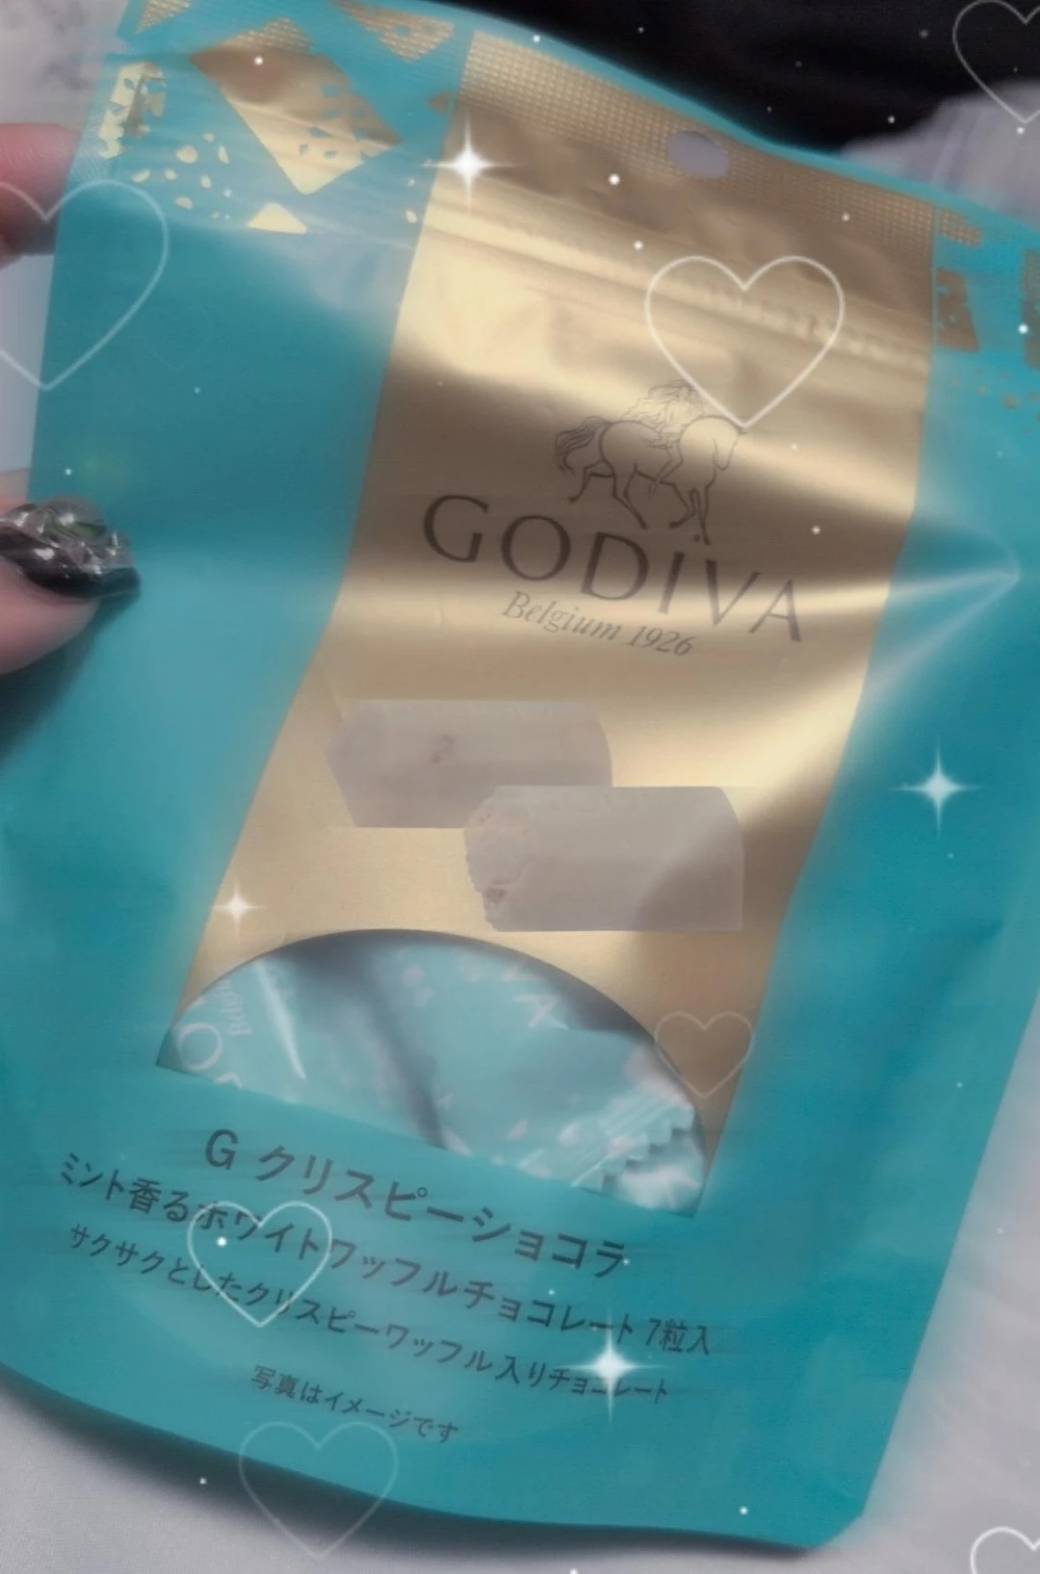 GODIVA
Belgium 1926
G クリスピーショコラ
ミント香るホワイトワッフルチョコレート 7粒入
サクサクとしたクリスピーワッフル入りチョコレート
写真はイメージです